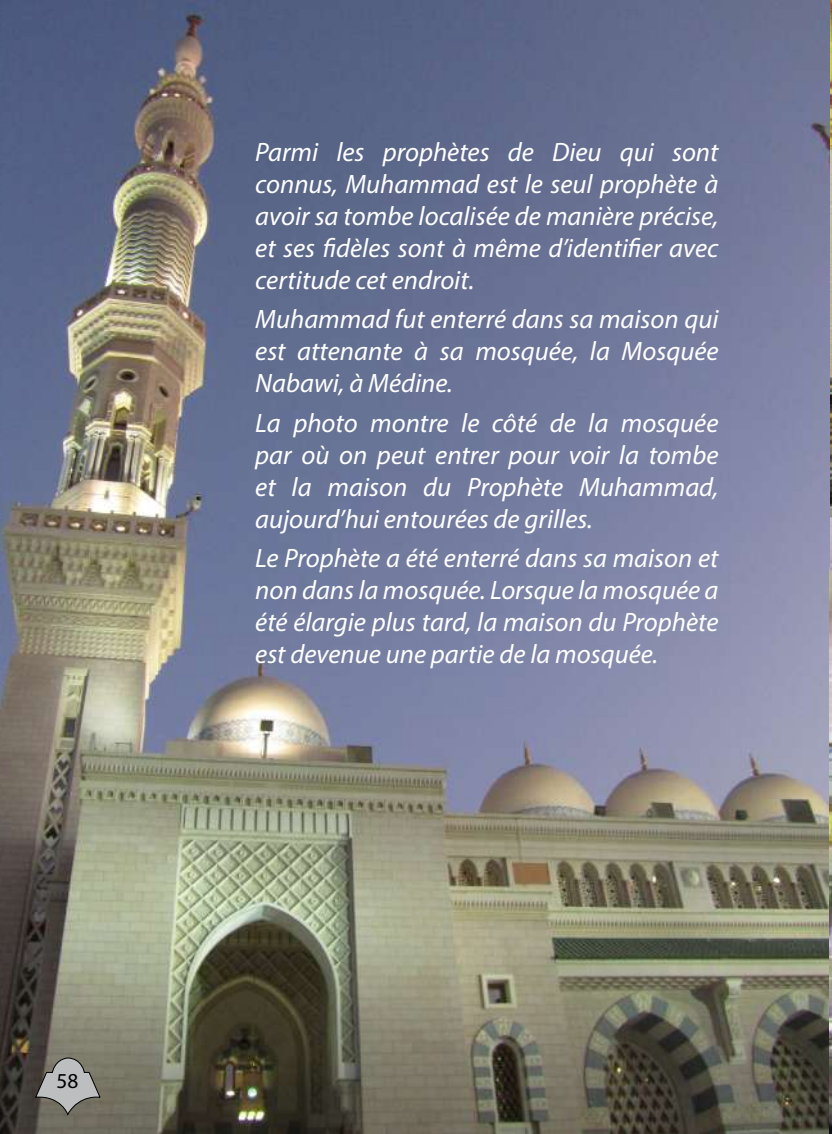 Parmi les prophètes de Dieu qui sont
connus, Muhammad est le seul prophète à
avoir sa tombe localisée de manière précise,
et ses fidèles sont à même d'identifier avec
certitude cet endroit.
Muhammad fut enterré dans sa maison qui
est attenante à sa mosquée, la Mosquée
Nabawi, à Médine.
La photo montre le côté de la mosquée
par où on peut entrer pour voir la tombe
et la maison du Prophète Muhammad,
aujourd'hui entourées de grilles.
Le Prophète a été enterré dans sa maison et
non dans la mosquée. Lorsque la mosquée a
été élargie plus tard, la maison du Prophète
est devenue une partie de la mosquée.
58